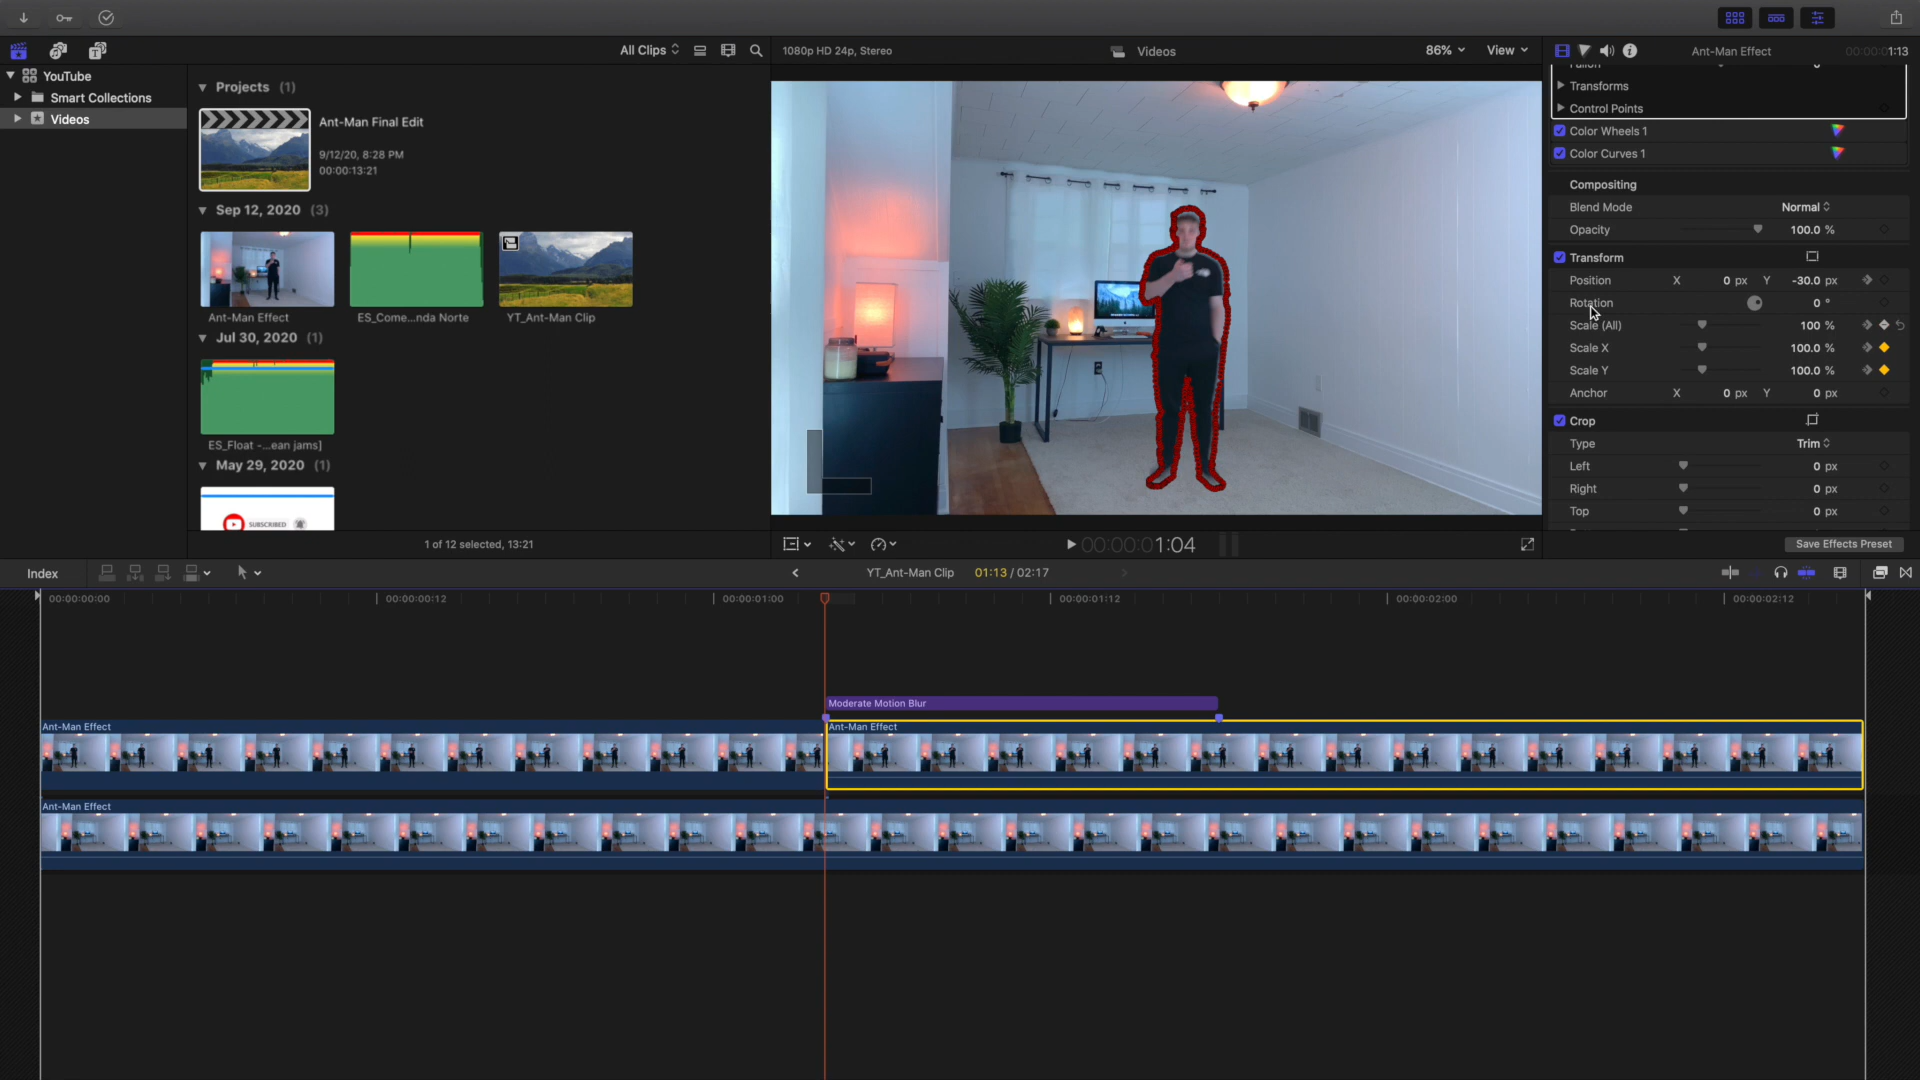 All Clips
1080p HD 24p, Stereo
Videos
86%
View
Ant-Man Effect
00:00:01:13
YouTube
Smart Collections
Videos
Projects (1)
Ant-Man Final Edit
9/12/20, 8:28 PM
00:00:13:21
Sep 12, 2020 (3)
Ant-Man Effect
ES_Come...nda Norte
YT_Ant-Man Clip
Jul 30, 2020 (1)
ES_Float -...ean jams]
May 29, 2020 (1)
SUBSCRIBED
1 of 12 selected, 13:21
00:00:00:01:04
Falloff
Transforms
Control Points
Color Wheels 1
Color Curves 1
Compositing
Blend Mode Normal
Opacity 100.0 %
Transform
Position X 0 px Y -30.0 px
Rotation 0 °
Scale (All) 100 %
Scale X 100.0 %
Scale Y 100.0 %
Anchor X 0 px Y 0 px
Crop
Type Trim
Left 0 px
Right 0 px
Top 0 px
Save Effects Preset
Index
YT_Ant-Man Clip
01:13 / 02:17
00:00:00:00
00:00:00:12
00:00:01:00
00:00:01:12
00:00:02:00
00:00:02:12
Moderate Motion Blur
Ant-Man Effect
Ant-Man Effect
Ant-Man Effect